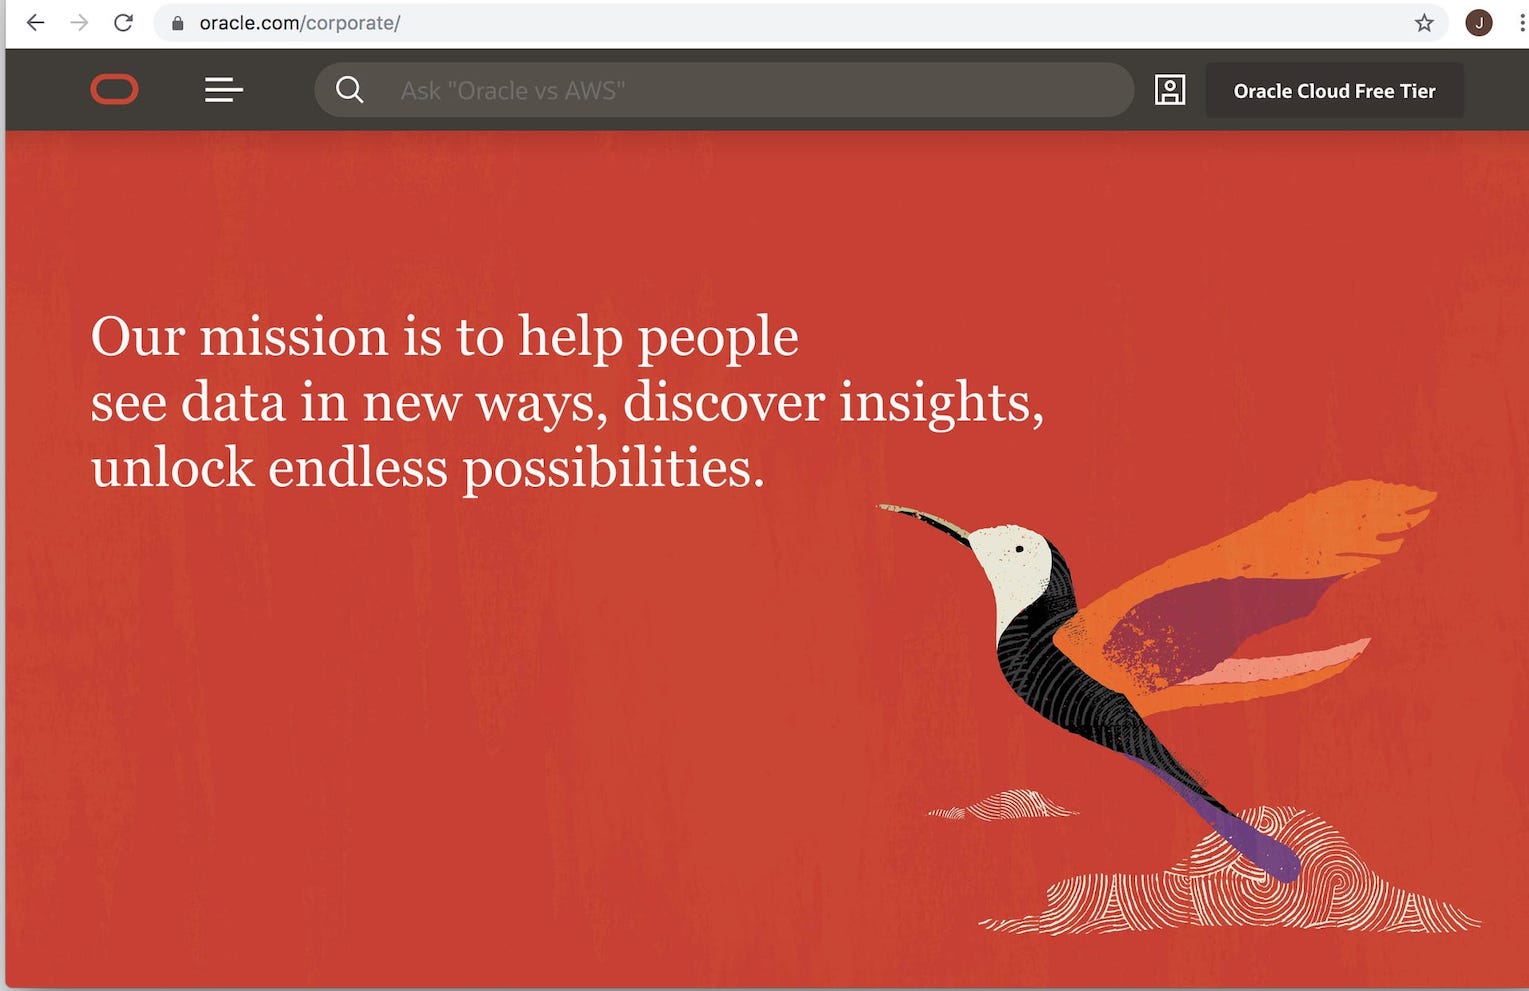 oracle.com/corporate/
J
Ask "Oracle vs AWS"
Oracle Cloud Free Tier
Our mission is to help people
see data in new ways, discover insights,
unlock endless possibilities.